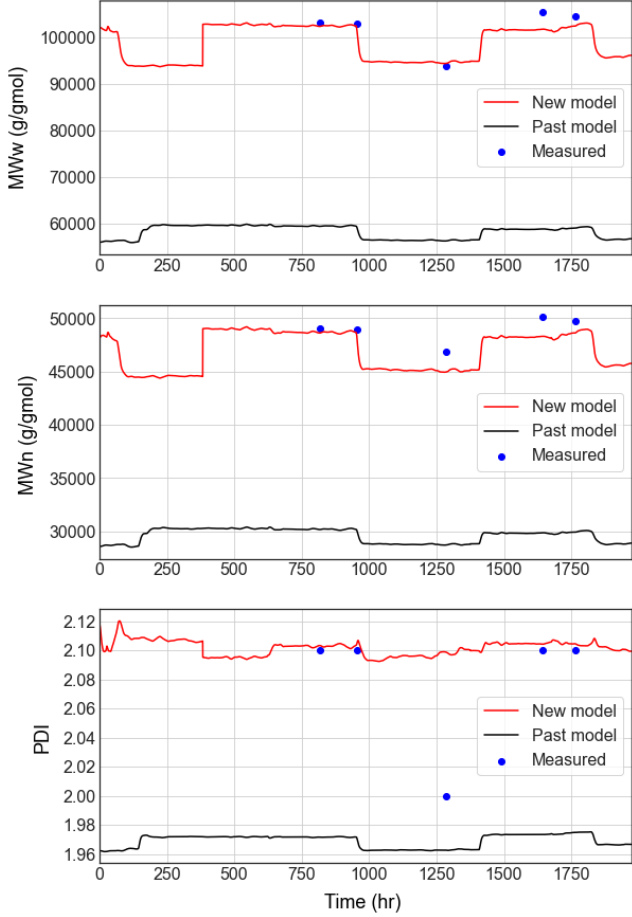 100000
90000
80000
70000
60000
MWw (g/gmol)
New model
Past model
Measured
0 250 500 750 1000 1250 1500 1750
50000
45000
40000
35000
30000
MWn (g/gmol)
New model
Past model
Measured
0 250 500 750 1000 1250 1500 1750
2.12
2.10
2.08
2.06
2.04
2.02
2.00
1.98
1.96
PDI
New model
Past model
Measured
0 250 500 750 1000 1250 1500 1750
Time (hr)